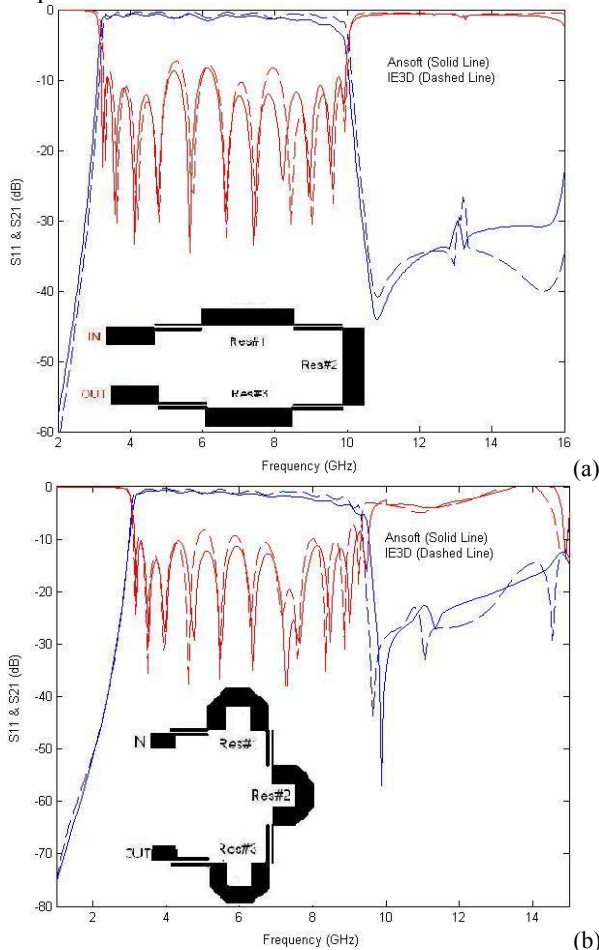 0
-10
-20
-30
-40
-50
-60
S11 & S21 (dB)
Ansoft (Solid Line)
IE3D (Dashed Line)
IN
OUT
Res#1
Res#2
Res#3
2 4 6 8 10 12 14 16
Frequency (GHz)
(a)
0
-10
-20
-30
-40
-50
-60
-70
-80
S11 & S21 (dB)
Ansoft (Solid Line)
IE3D (Dashed Line)
IN
Res#1
Res#2
Res#3
OUT
2 4 6 8 10 12 14
Frequency (GHz)
(b)